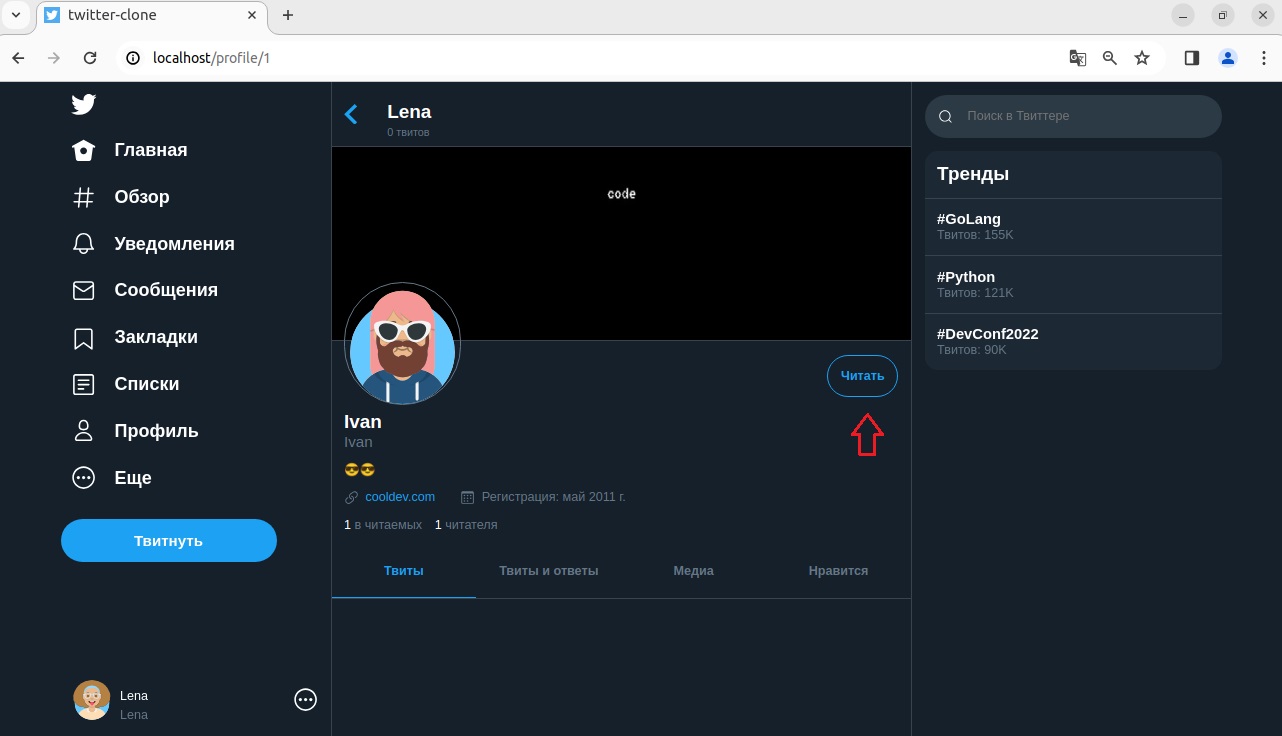 twitter-clone
localhost/profile/1
Главная
Обзор
Уведомления
Сообщения
Закладки
Списки
Профиль
Еще
Твитнуть
Lena
Lena
Lena
0 твитов
code
Читать
Ivan
Ivan
cooldev.com Регистрация: май 2011 г.
1 в читаемых 1 читателя
Твиты Твиты и ответы Медиа Нравится
Поиск в Твиттере
Тренды
#GoLang
Твитов: 155K
#Python
Твитов: 121K
#DevConf2022
Твитов: 90K